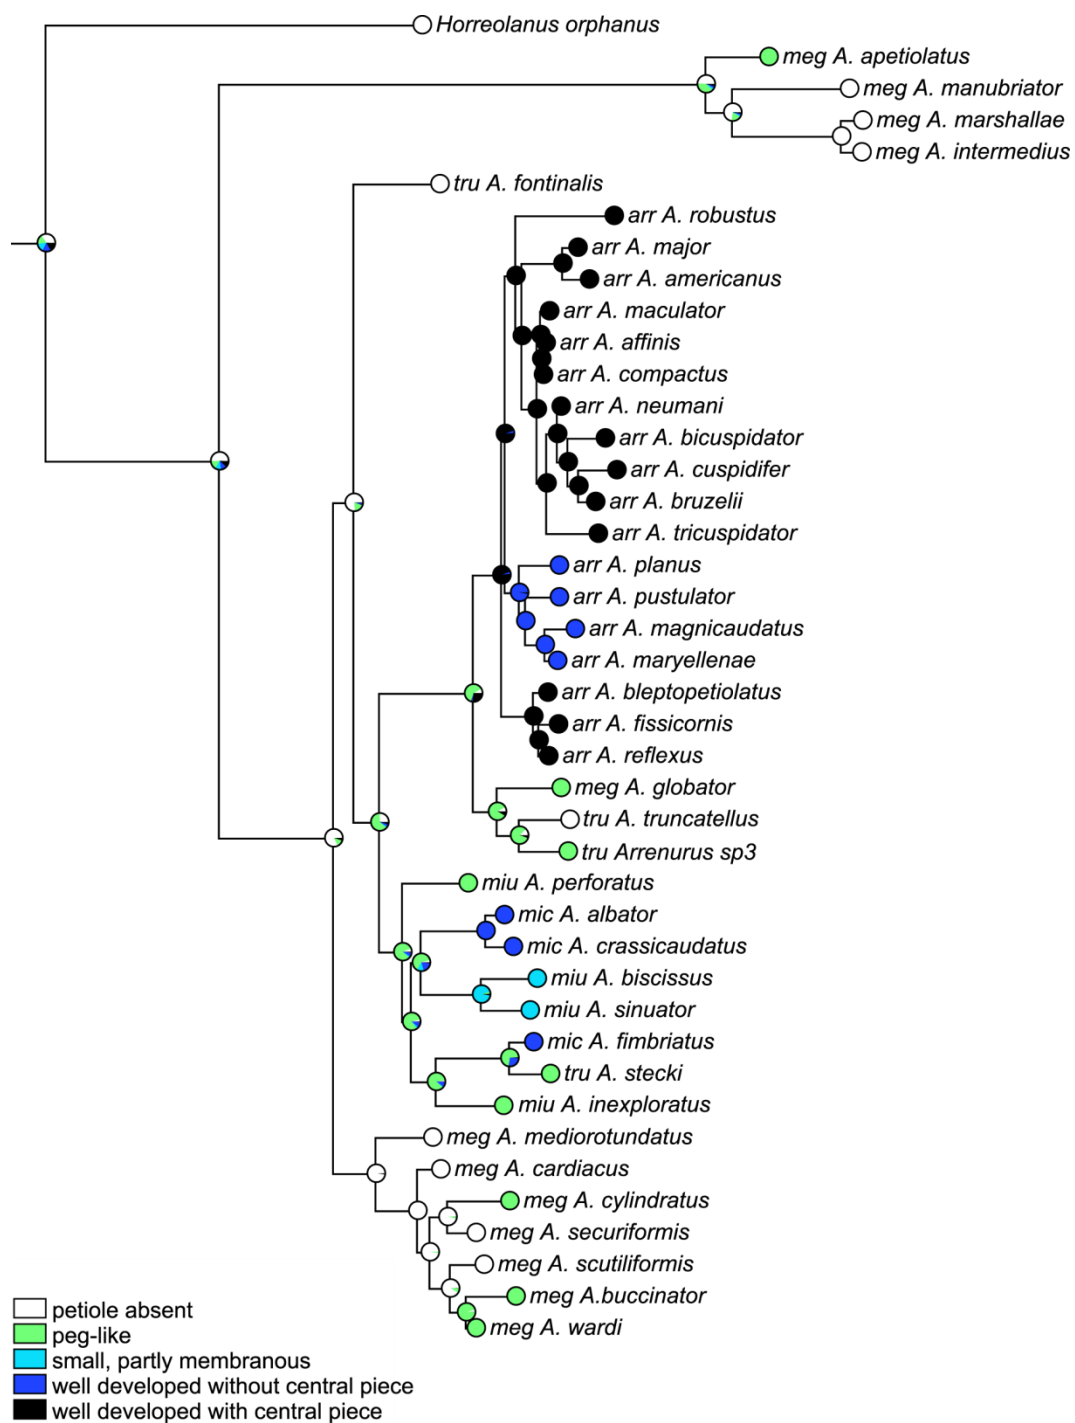 Horreolanus orphanus
meg A. apetiolatus
meg A. manubriator
meg A. marshallae
meg A. intermedius
tru A. fontinalis
arr A. robustus
arr A. major
arr A. americanus
arr A. maculator
arr A. affinis
arr A. compactus
arr A. neumani
arr A. bicuspidator
arr A. cuspidifer
arr A. bruzelii
arr A. tricuspidator
arr A. planus
arr A. pustulator
arr A. magnicaudatus
arr A. maryellenae
arr A. bleptopetiolatus
arr A. fissicornis
arr A. reflexus
meg A. globator
tru A. truncatellus
tru Arrenurus sp3
miu A. perforatus
mic A. albator
mic A. crassicaudatus
miu A. biscissus
miu A. sinuator
mic A. fimbriatus
tru A. stecki
miu A. inexploratus
meg A. mediorotundatus
meg A. cardiacus
meg A. cylindratus
meg A. securiformis
meg A. scutiliformis
meg A.buccinator
meg A. wardi
petiole absent
peg-like
small, partly membranous
well developed without central piece
well developed with central piece